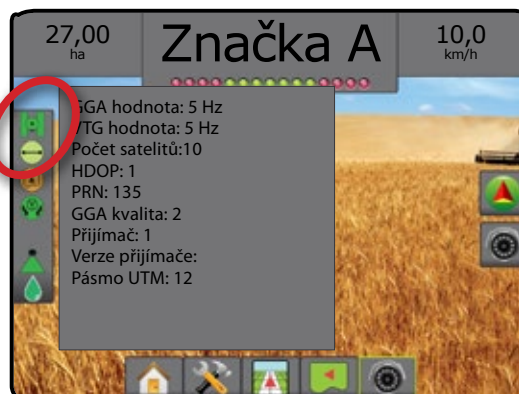 27,00
ha
Značka A
10,0
km/h
GGA hodnota: 5 Hz
VTG hodnota: 5 Hz
Počet satelitů:10
HDOP: 1
PRN: 135
GGA kvalita: 2
Přijímač: 1
Verze přijímače:
Pásmo UTM: 12